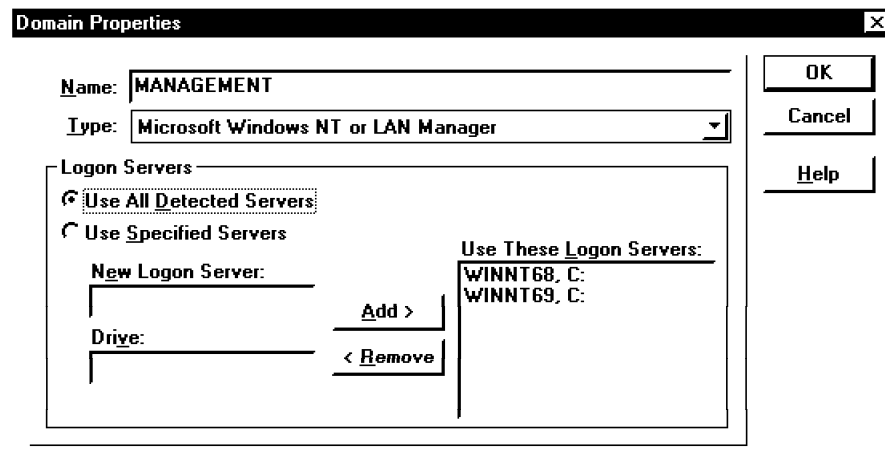 Domain Properties
Name: MANAGEMENT
OK
Type: Microsoft Windows NT or LAN Manager
Cancel
Help
Logon Servers
Use All Detected Servers
Use Specified Servers
Use These Logon Servers:
New Logon Server:
WINNT68, C:
WINNT69, C:
Add >
Drive:
< Remove